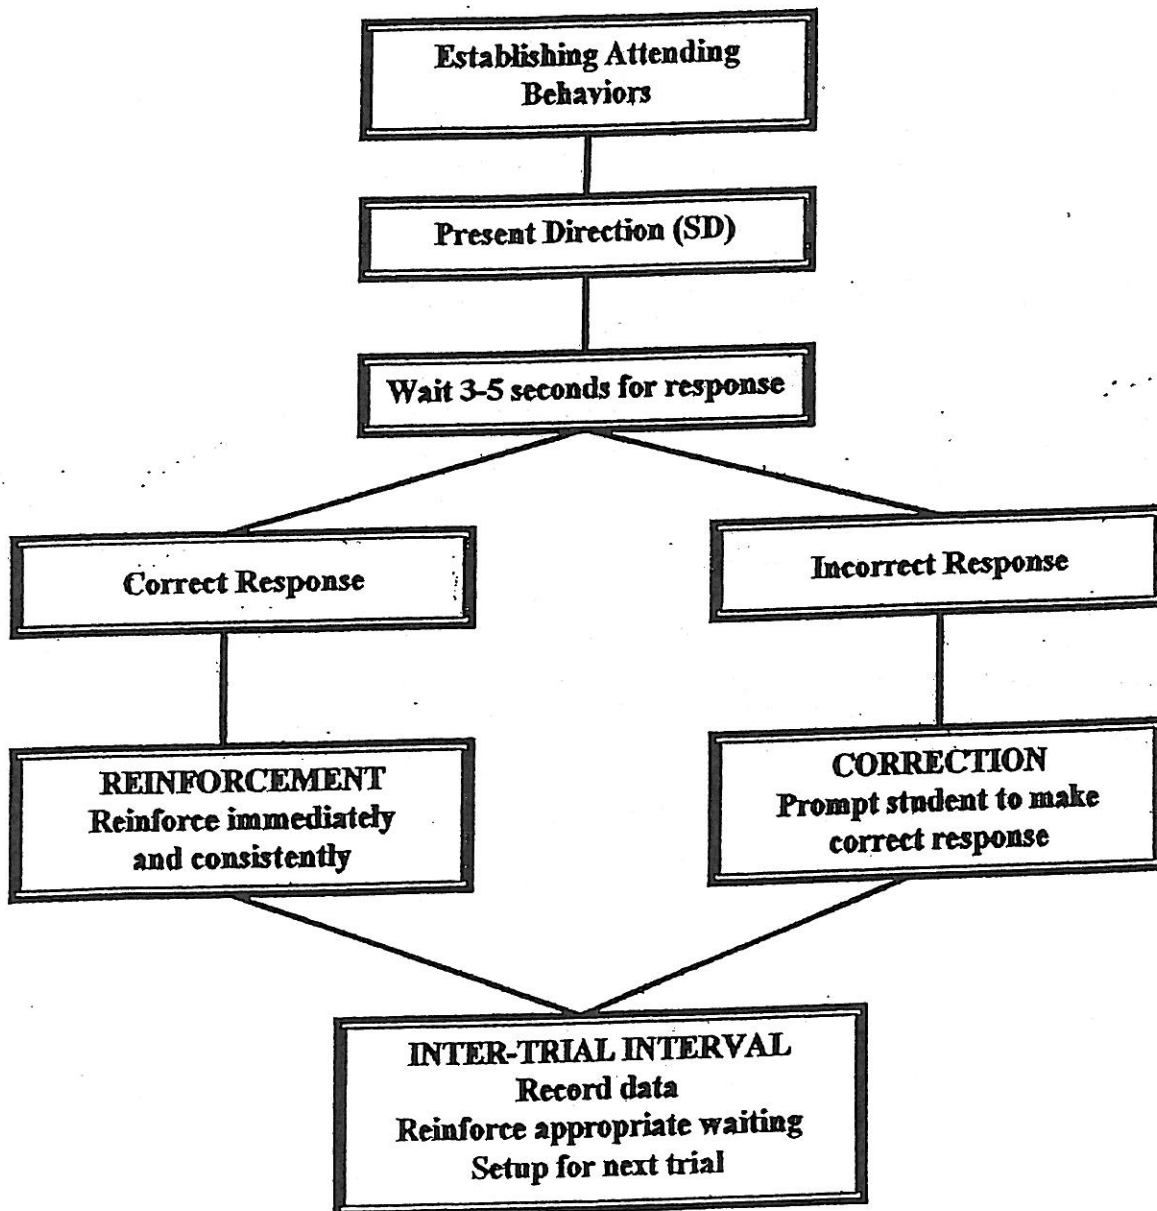 Establishing Attending
Behaviors
Present Direction (SD)
Wait 3-5 seconds for response
Correct Response
Incorrect Response
REINFORCEMENT
Reinforce immediately
and consistently
CORRECTION
Prompt student to make
correct response
INTER-TRIAL INTERVAL
Record data
Reinforce appropriate waiting
Setup for next trial